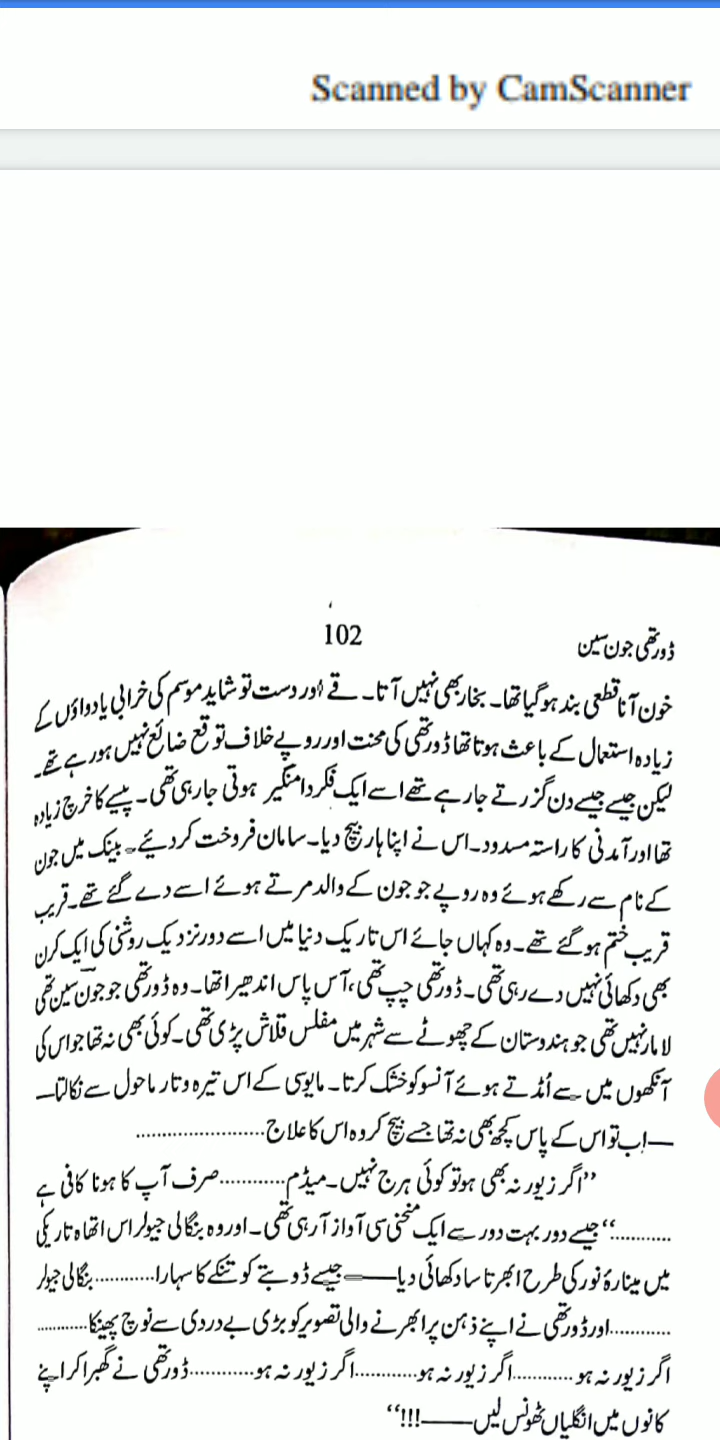 Scanned by CamScanner
102
ڈورتھی جون سین
خون آنا قطعی بند ہو گیا تھا۔ بخار بھی نہیں آتا۔ قے اور دست تو شاید موسم کی خرابی یا دواؤں کے
زیادہ استعمال کے باعث ہوتا تھا ڈورتھی کی محنت اور روپے خلاف توقع ضائع نہیں ہو رہے تھے۔
لیکن جیسے جیسے دن گزرتے جا رہے تھے اسے ایک فکر دامنگیر ہوتی جا رہی تھی۔ پیسے کا خرچ زیادہ
تھا اور آمدنی کا راستہ مسدود۔ اس نے اپنا ہار بیچ دیا۔ سامان فروخت کر دیئے۔ بینک میں جون
کے نام سے رکھے ہوئے وہ روپے جو جون کے والد مرتے ہوئے اسے دے گئے تھے۔ قریب
قریب ختم ہو گئے تھے۔ وہ کہاں جائے اس تاریک دنیا میں اسے دور نزدیک روشنی کی ایک کرن
بھی دکھائی نہیں دے رہی تھی۔ ڈورتھی چپ تھی، آس پاس اندھیرا تھا۔ وہ ڈورتھی جو جون سین تھی
لامار نہیں تھی جو ہندوستان کے چھوٹے سے شہر میں مفلس قلاش پڑی تھی۔ کوئی بھی نہ تھا جو اس کی
آنکھوں میں سے اُمڈتے ہوئے آنسو کو خشک کرتا۔ مایوسی کے اس تیرہ و تار ماحول سے نکالتا—
—اب تو اس کے پاس کچھ بھی نہ تھا جسے بیچ کر وہ اس کا علاج......................
”اگر زیور نہ بھی ہو تو کوئی ہرج نہیں۔ میڈم............صرف آپ کا ہونا کافی ہے
...........“ جیسے دور بہت دور سے ایک منحنی سی آواز آ رہی تھی۔ اور وہ بنگالی جیولر اس اتھاہ تاریکی
میں مینارۂ نور کی طرح ابھرتا سا دکھائی دیا——جیسے ڈوبتے کو تنکے کا سہارا...........بنگالی جیولر
...........اور ڈورتھی نے اپنے ذہن پر ابھرنے والی تصویر کو بڑی بے دردی سے نوچ پھینکا.........
اگر زیور نہ ہو...........اگر زیور نہ ہو...........اگر زیور نہ ہو...........ڈورتھی نے گھبرا کر اپنے
کانوں میں انگلیاں ٹھونس لیں——!!!“